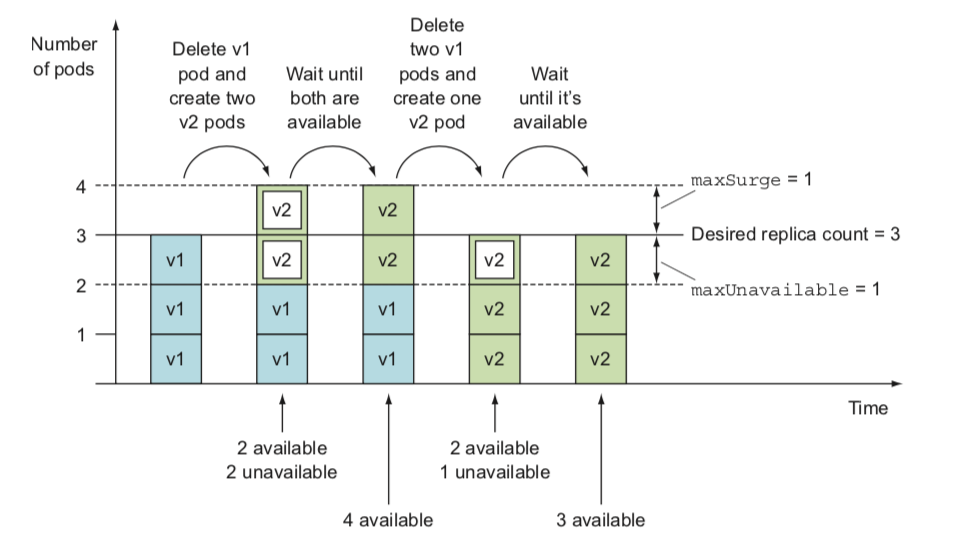 Number
of pods
Delete v1
pod and
create two
v2 pods
Wait until
both are
available
Delete
two v1
pods and
create one
v2 pod
Wait
until it's
available
4
3
2
1
v1
v1
v1
v2
v2
v1
v1
v2
v2
v1
v1
v2
v2
v2
v2
v2
v2
maxSurge = 1
Desired replica count = 3
maxUnavailable = 1
Time
2 available
2 unavailable
4 available
2 available
1 unavailable
3 available